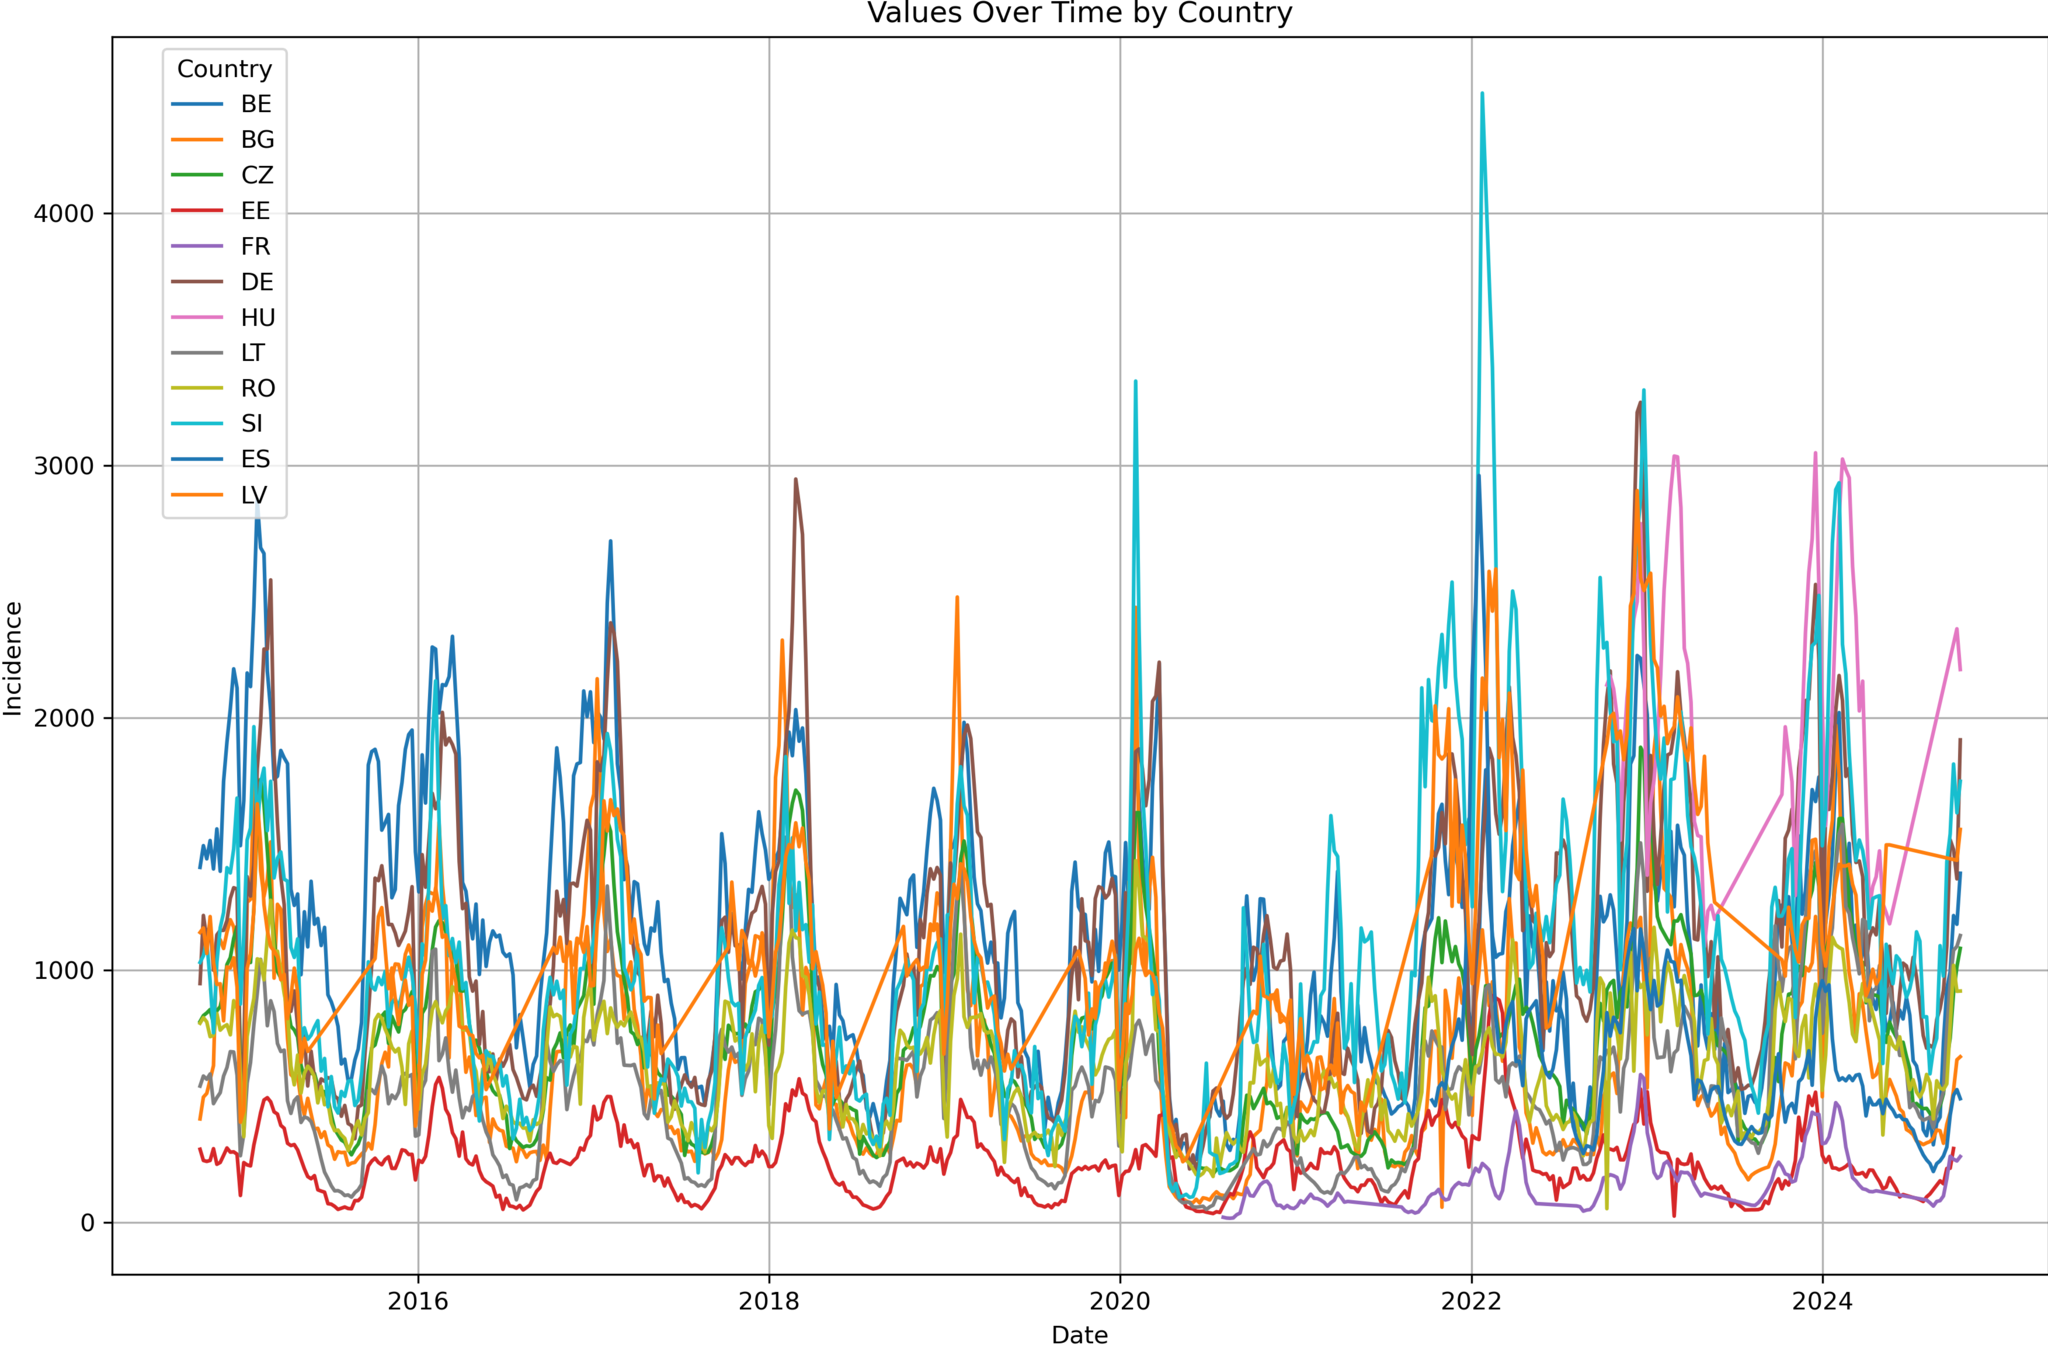 Values Over Time by Country
Country
BE
BG
CZ
EE
FR
DE
HU
LT
RO
SI
ES
LV
4000
3000
2000
1000
0
Incidence
2016
2018
2020
2022
2024
Date